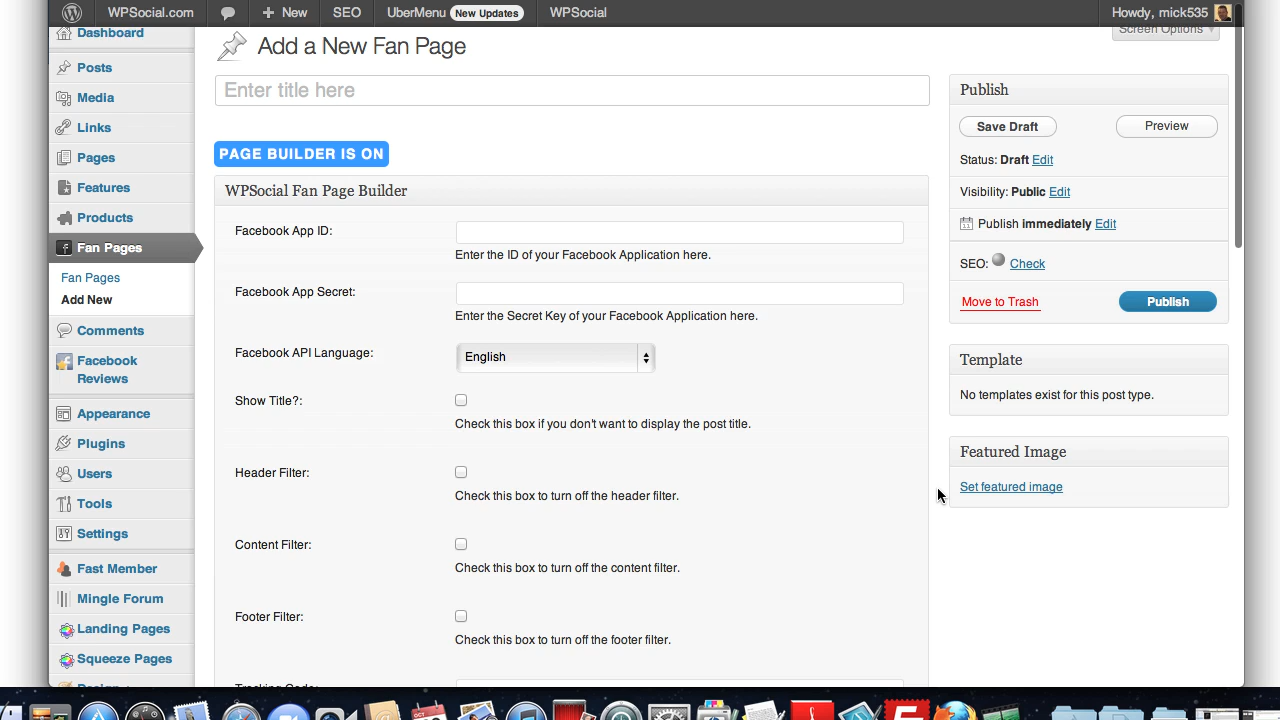 WPSocial.com
+ New
SEO
UberMenu New Updates
WPSocial
Howdy, mick535
Dashboard
Posts
Media
Links
Pages
Features
Products
Fan Pages
Fan Pages
Add New
Comments
Facebook
Reviews
Appearance
Plugins
Users
Tools
Settings
Fast Member
Mingle Forum
Landing Pages
Squeeze Pages
Screen Options
Add a New Fan Page
Enter title here
PAGE BUILDER IS ON
WPSocial Fan Page Builder
Facebook App ID:
Enter the ID of your Facebook Application here.
Facebook App Secret:
Enter the Secret Key of your Facebook Application here.
Facebook API Language:
English
Show Title?:
Check this box if you don't want to display the post title.
Header Filter:
Check this box to turn off the header filter.
Content Filter:
Check this box to turn off the content filter.
Footer Filter:
Check this box to turn off the footer filter.
Tracking Code:
Publish
Save Draft
Preview
Status: Draft Edit
Visibility: Public Edit
Publish immediately Edit
SEO: Check
Move to Trash
Publish
Template
No templates exist for this post type.
Featured Image
Set featured image